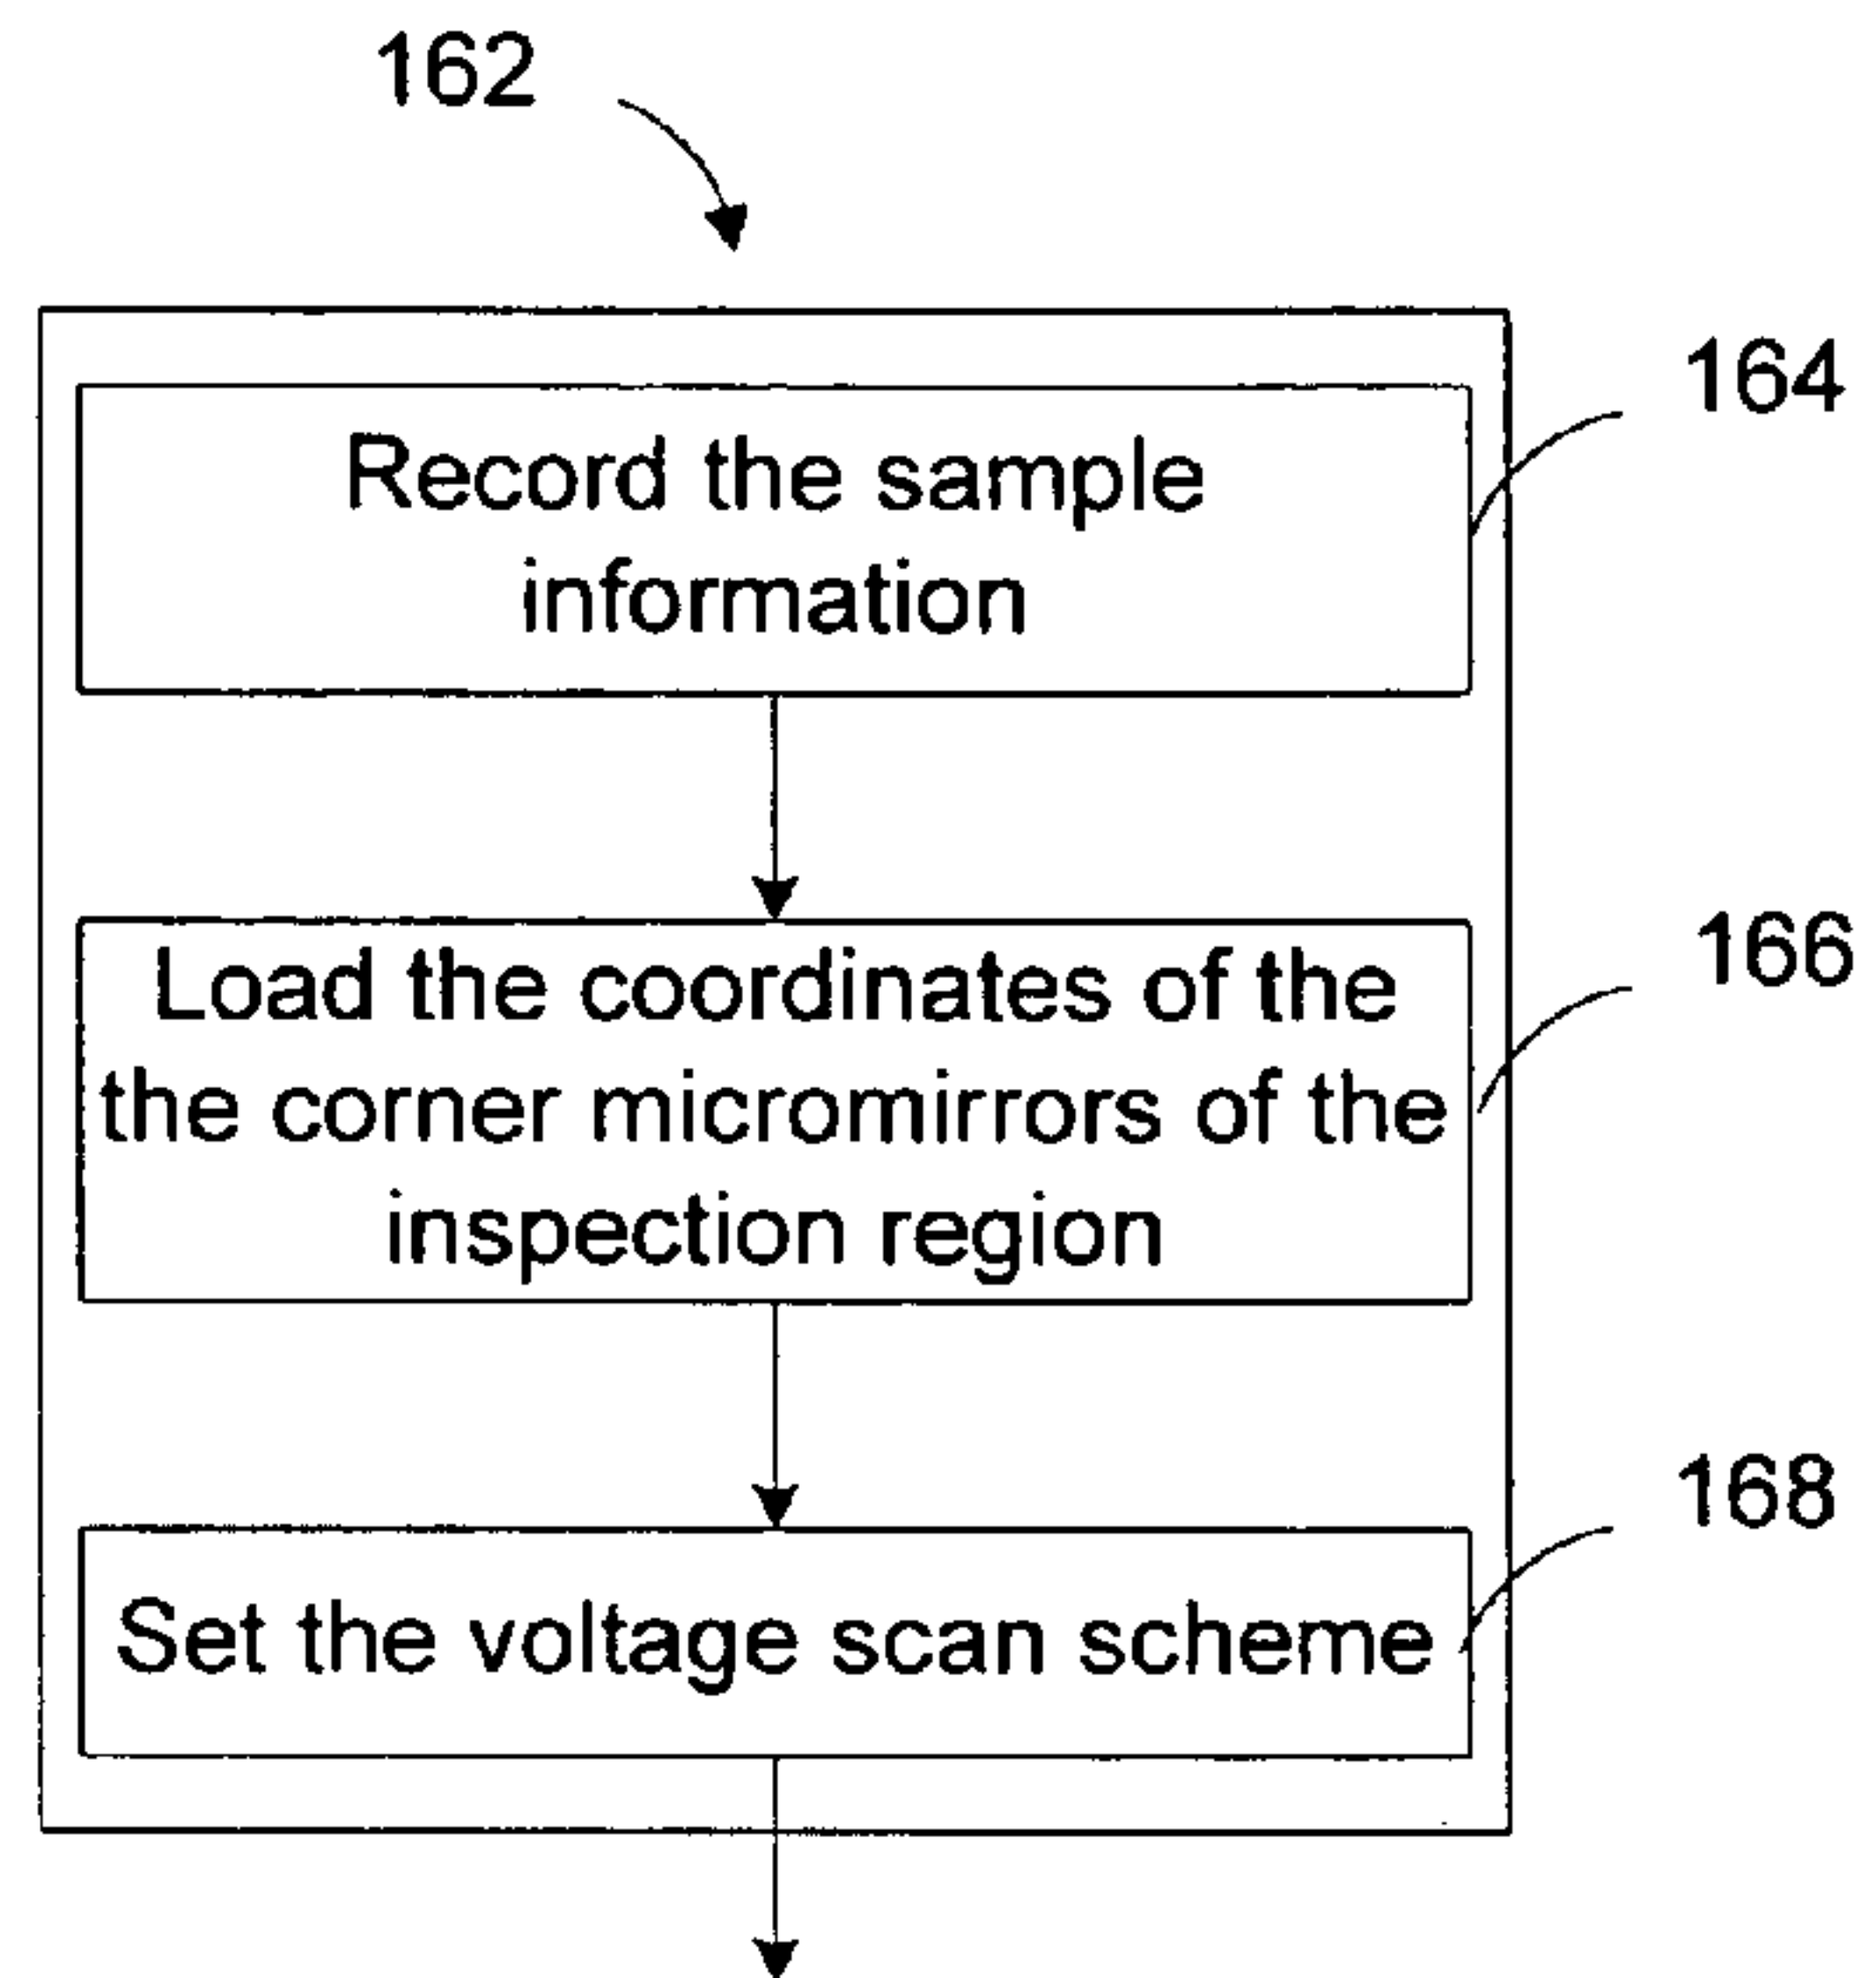 162
164
Record the sample
information
166
Load the coordinates of the
the corner micromirrors of the
inspection region
168
Set the voltage scan scheme